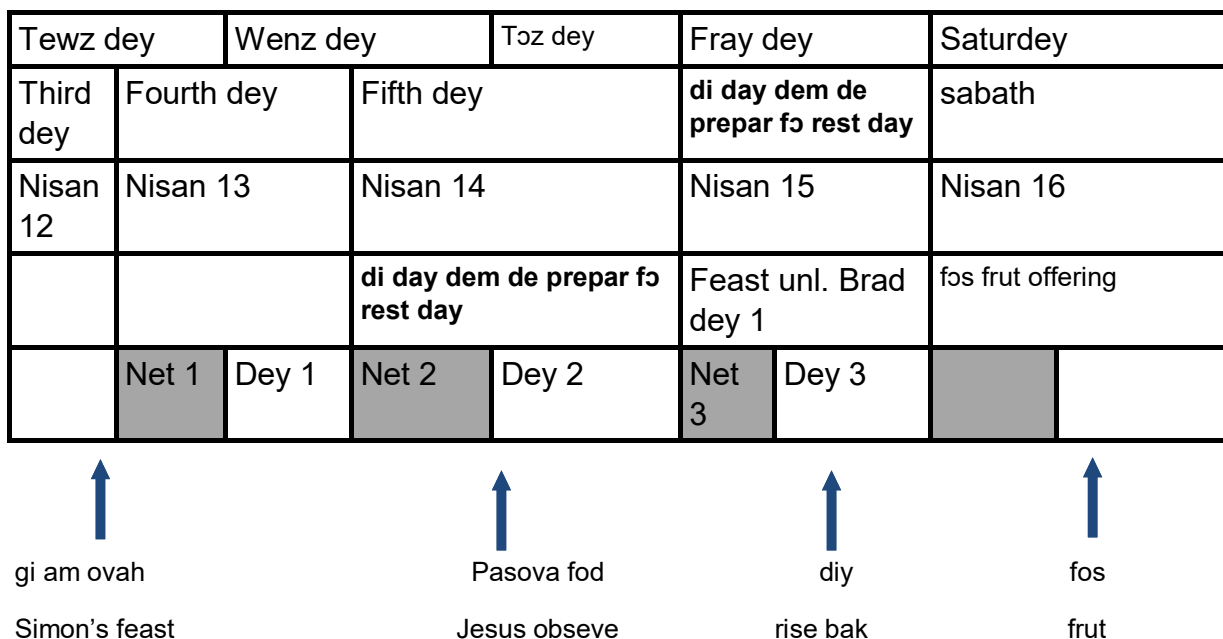 Tewz dey Wenz dey Tɔz dey Fray dey Saturdey
Third dey Fourth dey Fifth dey di day dem de prepar fɔ rest day sabath
Nisan 12 Nisan 13 Nisan 14 Nisan 15 Nisan 16
di day dem de prepar fɔ rest day Feast unl. Brad dey 1 fɔs frut offering
Net 1 Dey 1 Net 2 Dey 2 Net 3 Dey 3
gi am ovah Pasova fod diy fos
Simon's feast Jesus obseve rise bak frut